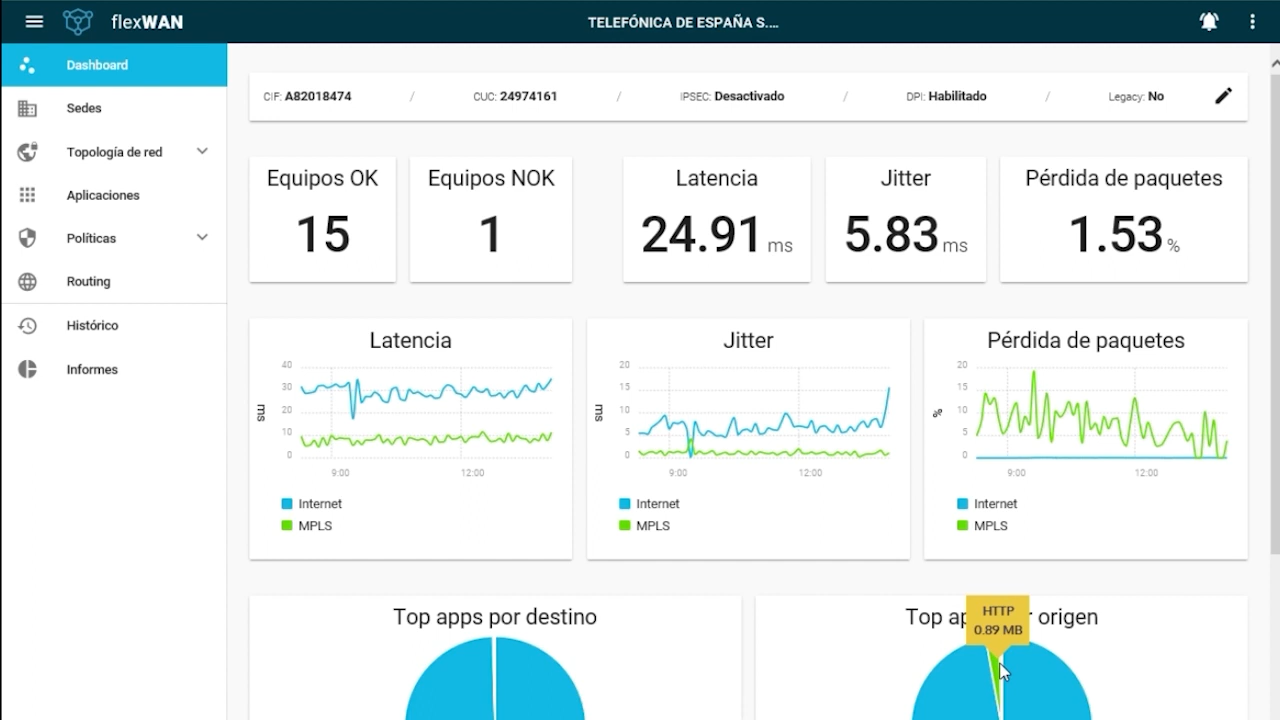 flexWAN
TELEFÓNICA DE ESPAÑA S....
Dashboard
Sedes
Topología de red
Aplicaciones
Políticas
Routing
Histórico
Informes
CIF: A82018474 / CUC: 24974161 / IPSEC: Desactivado / DPI: Habilitado / Legacy: No
Equipos OK
15
Equipos NOK
1
Latencia
24.91 ms
Jitter
5.83 ms
Pérdida de paquetes
1.53 %
Latencia
40
30
20
10
0
ms
9:00 12:00
Internet
MPLS
Jitter
20
15
10
5
0
ms
9:00 12:00
Internet
MPLS
Pérdida de paquetes
20
15
10
5
0
%
9:00 12:00
Internet
MPLS
Top apps por destino
Top ap r origen
HTTP
0.89 MB